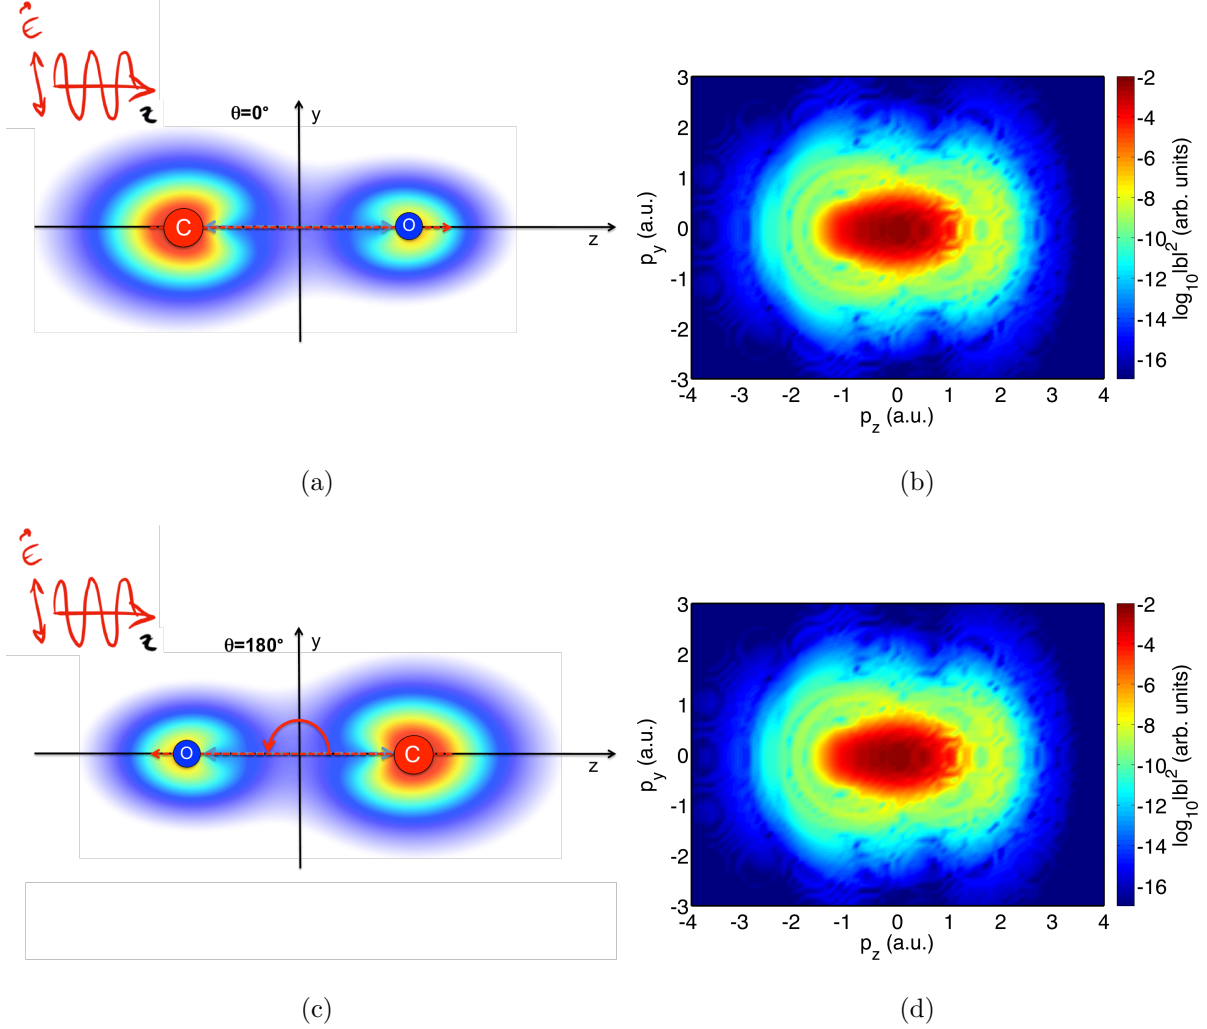 ε
z
θ=0°
y
C
O
z
(a)
3
2
1
0
-1
-2
-3
p_y (a.u.)
-4 -3 -2 -1 0 1 2 3 4
p_z (a.u.)
-2
-4
-6
-8
-10
-12
-14
-16
log_10|b|^2 (arb. units)
(b)
ε
z
θ=180°
y
O
C
z
(c)
3
2
1
0
-1
-2
-3
p_y (a.u.)
-4 -3 -2 -1 0 1 2 3 4
p_z (a.u.)
-2
-4
-6
-8
-10
-12
-14
-16
log_10|b|^2 (arb. units)
(d)